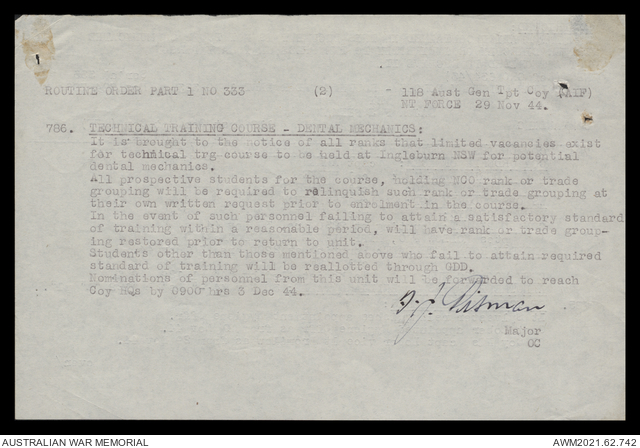 ROUTINE ORDER PART 1 NO 333 (2) 118 Aust Gen Tpt Coy (AIF)
NT FORCE 29 Nov 44.
786. TECHNICAL TRAINING COURSE - DENTAL MECHANICS:
It is brought to the notice of all ranks that limited vacancies exist
for technical trg course to be held at Ingleburn NSW for potential
dental mechanics.
All prospective students for the course, holding NCO rank or trade
grouping will be required to relinquish such rank or trade grouping at
their own written request prior to enrolment in the course.
In the event of such personnel failing to attain a satisfactory standard
of training within a reasonable period, will have rank or trade group-
ing restored prior to return to unit.
Students other than those mentioned above who fail to attain required
standard of training will be reallotted through GDD.
Nominations of personnel from this unit will be forwarded to reach
Coy HQs by 0900 hrs 3 Dec 44.
Pitman
Major
OC
AUSTRALIAN WAR MEMORIAL AWM2021.62.742